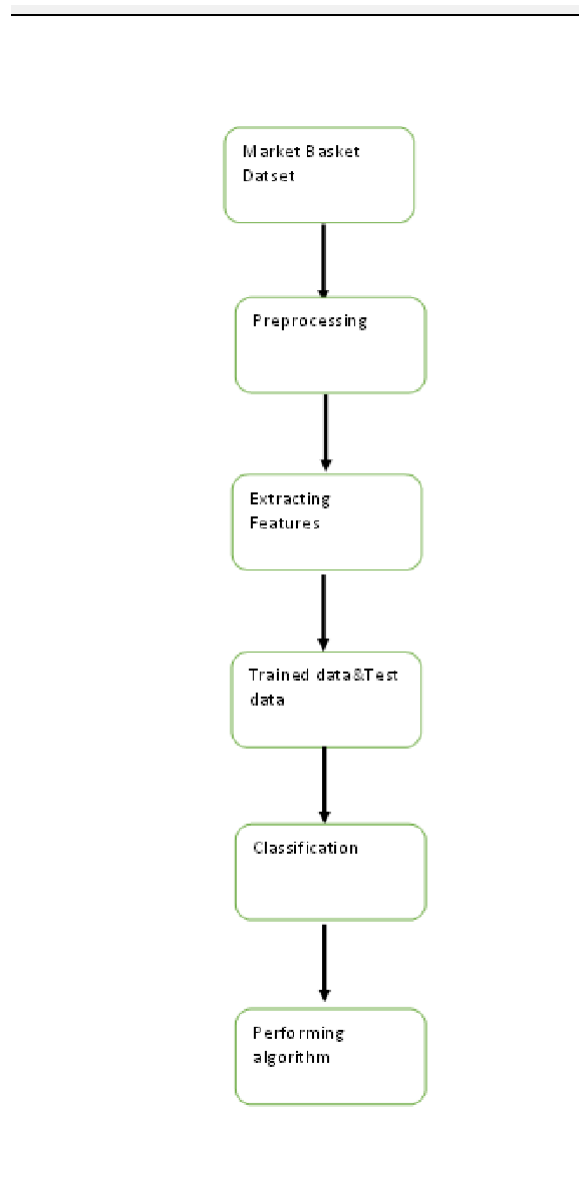 Market Basket
Datset
Preprocessing
Extracting
Features
Trained data&Test
data
Classification
Performing
algorithm